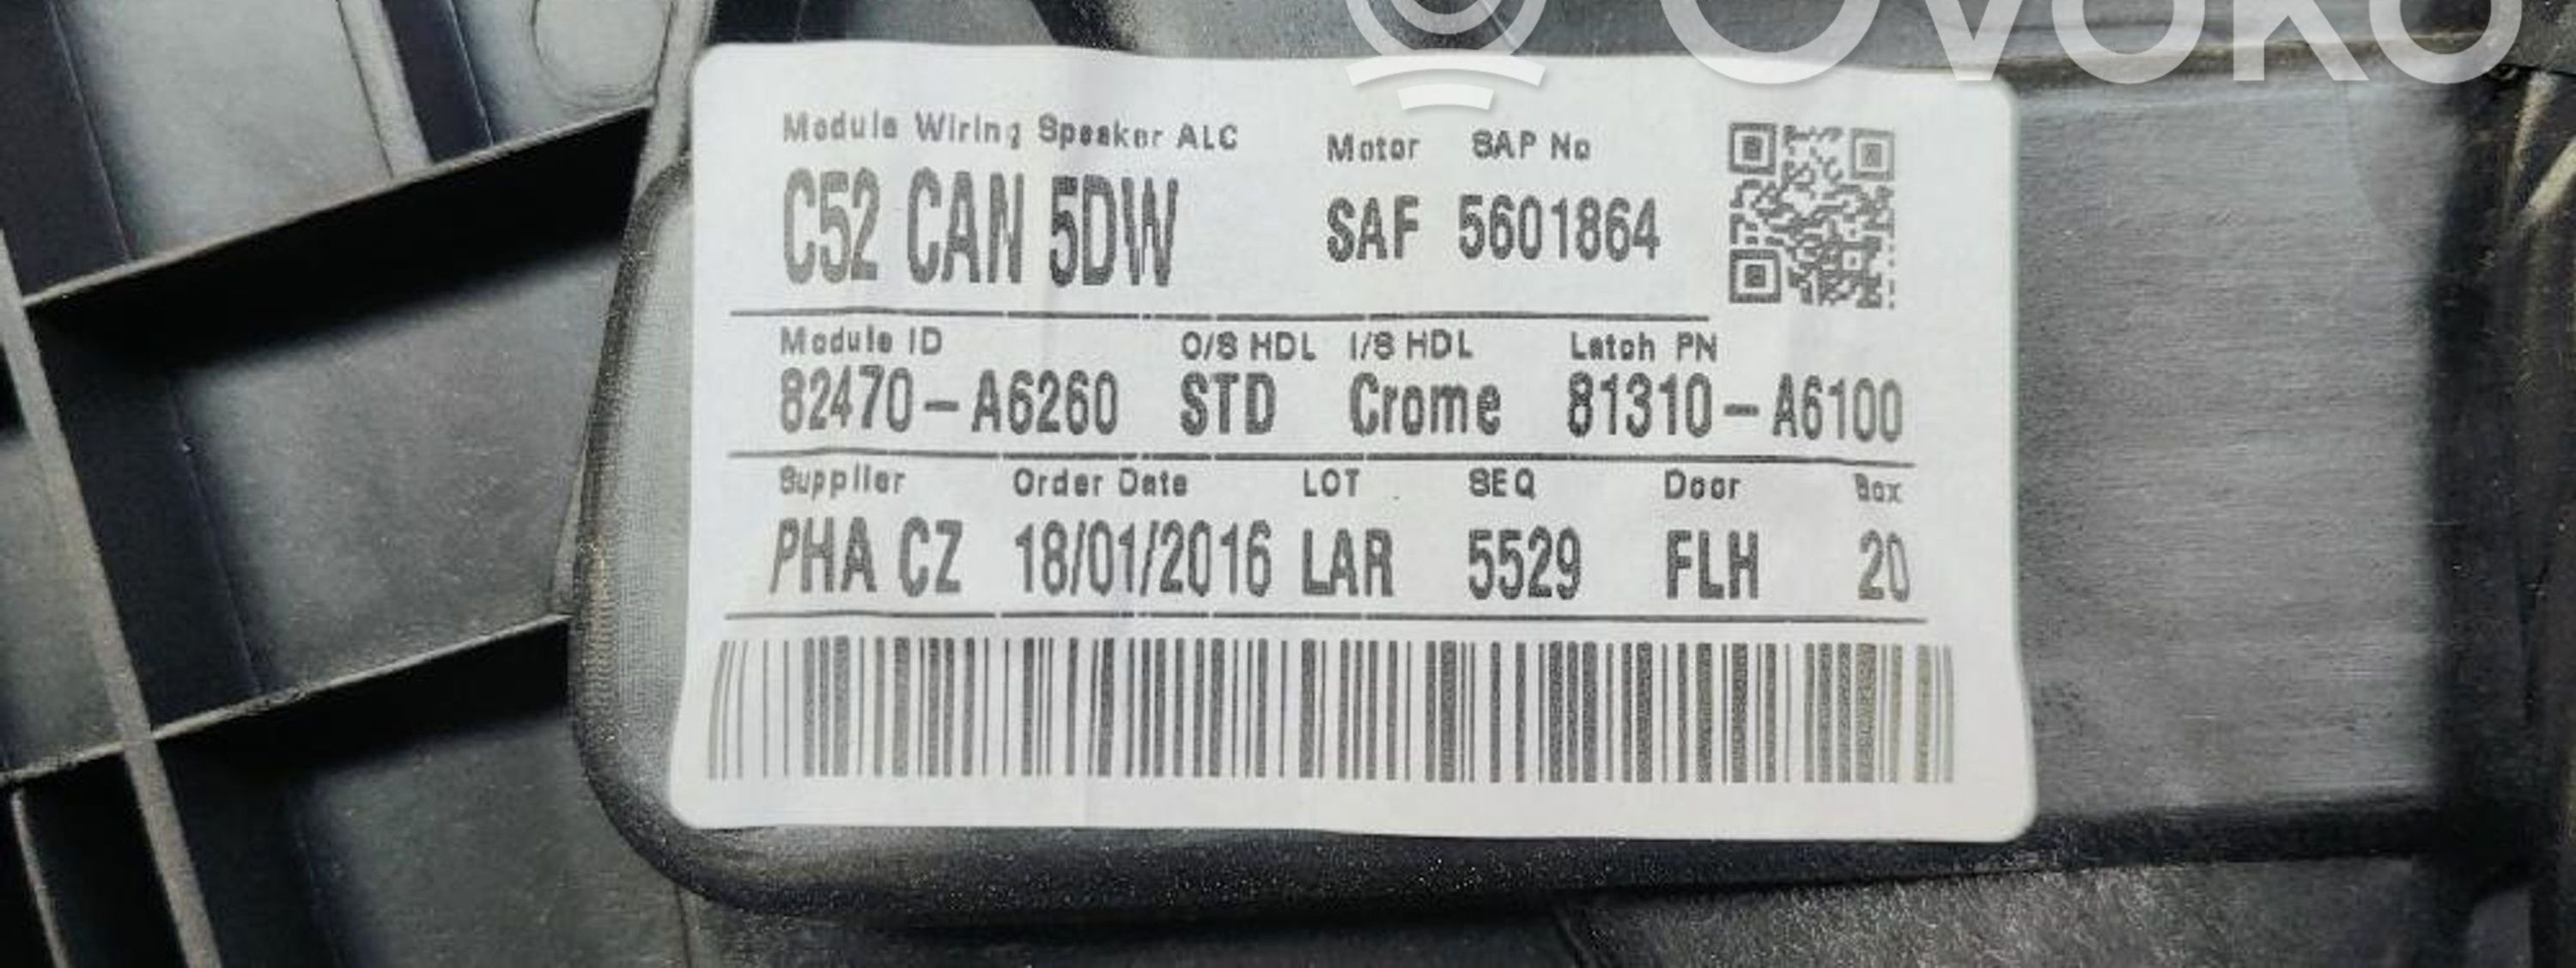 OVOKO
Module Wiring Speaker ALC Motor SAP No
C52 CAN 5DW SAF 5601864
Module ID O/S HDL I/S HDL Latch PN
82470-A6260 STD Crome 81310-A6100
Supplier Order Date LOT SEQ Door Box
PHA CZ 18/01/2016 LAR 5529 FLH 20